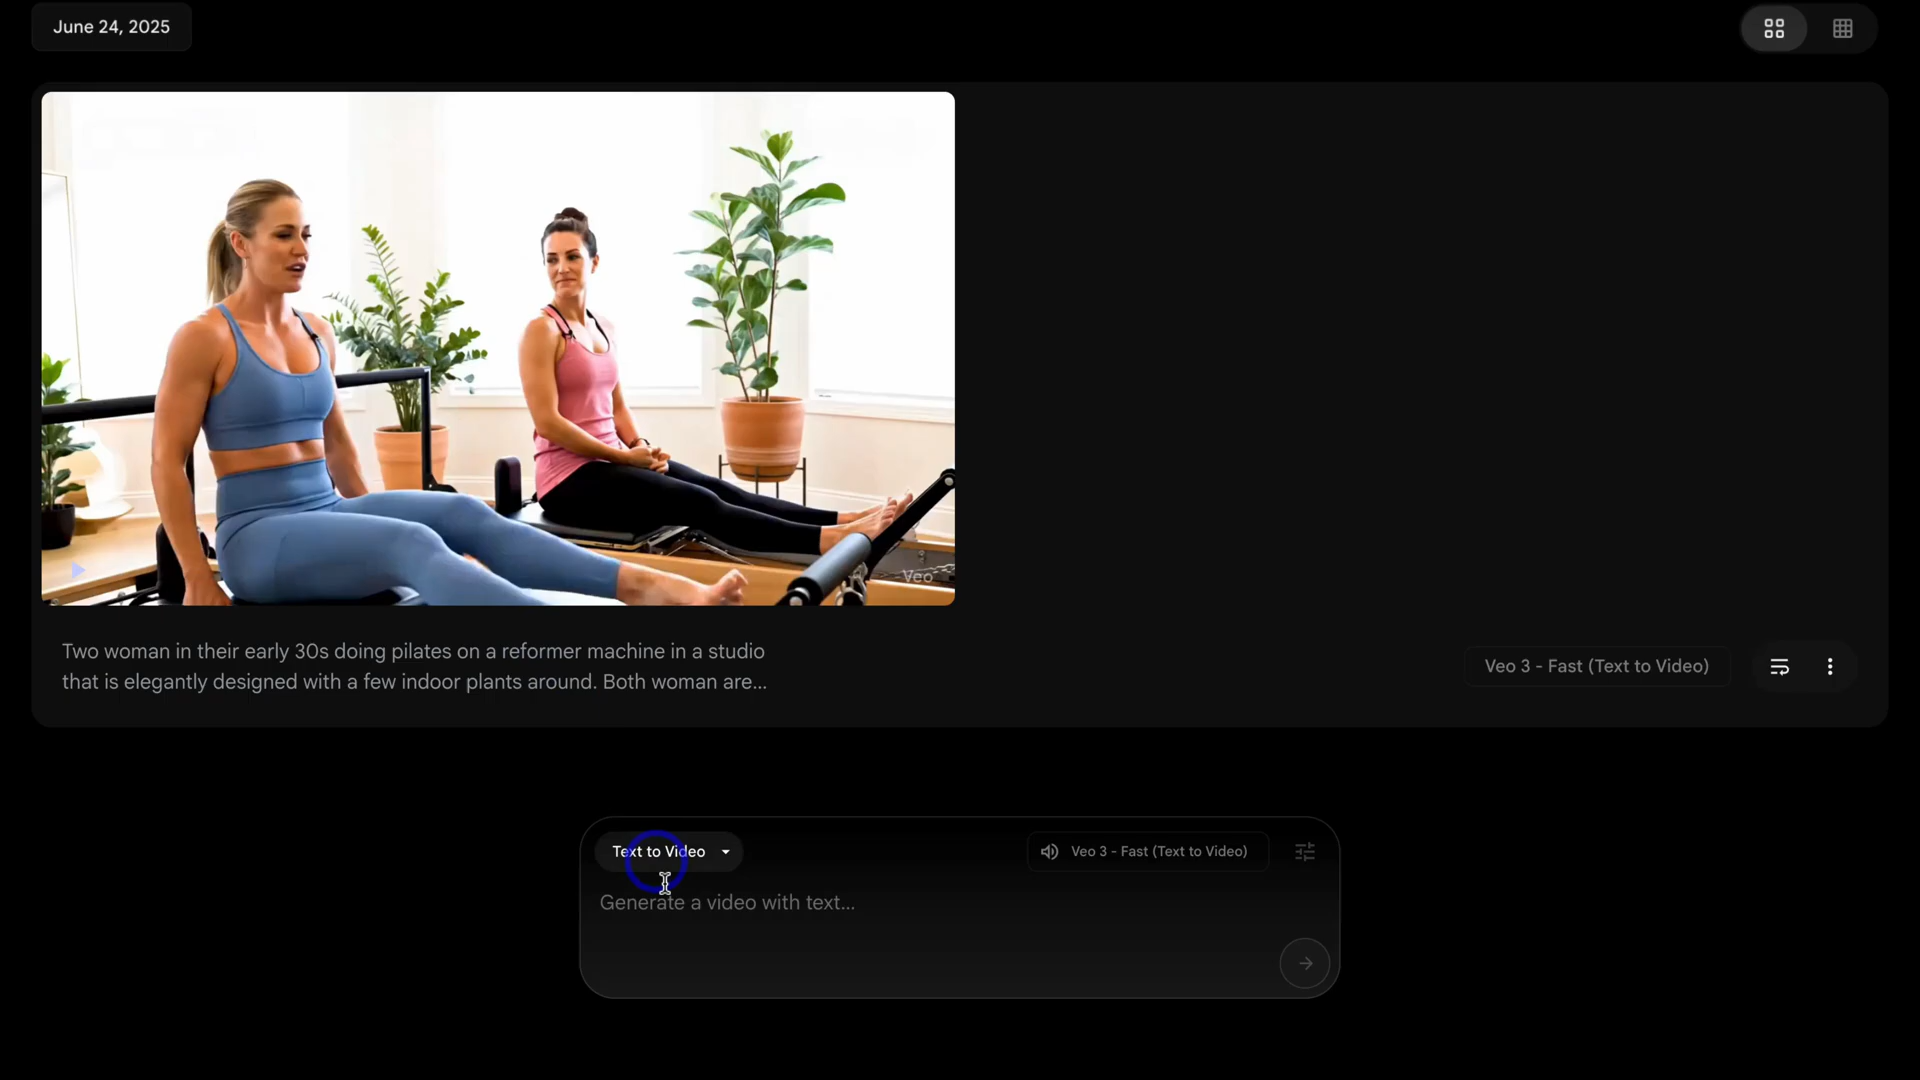 June 24, 2025
Veo
Two woman in their early 30s doing pilates on a reformer machine in a studio
that is elegantly designed with a few indoor plants around. Both woman are...
Veo 3 - Fast (Text to Video)
Text to Video
Veo 3 - Fast (Text to Video)
Generate a video with text...